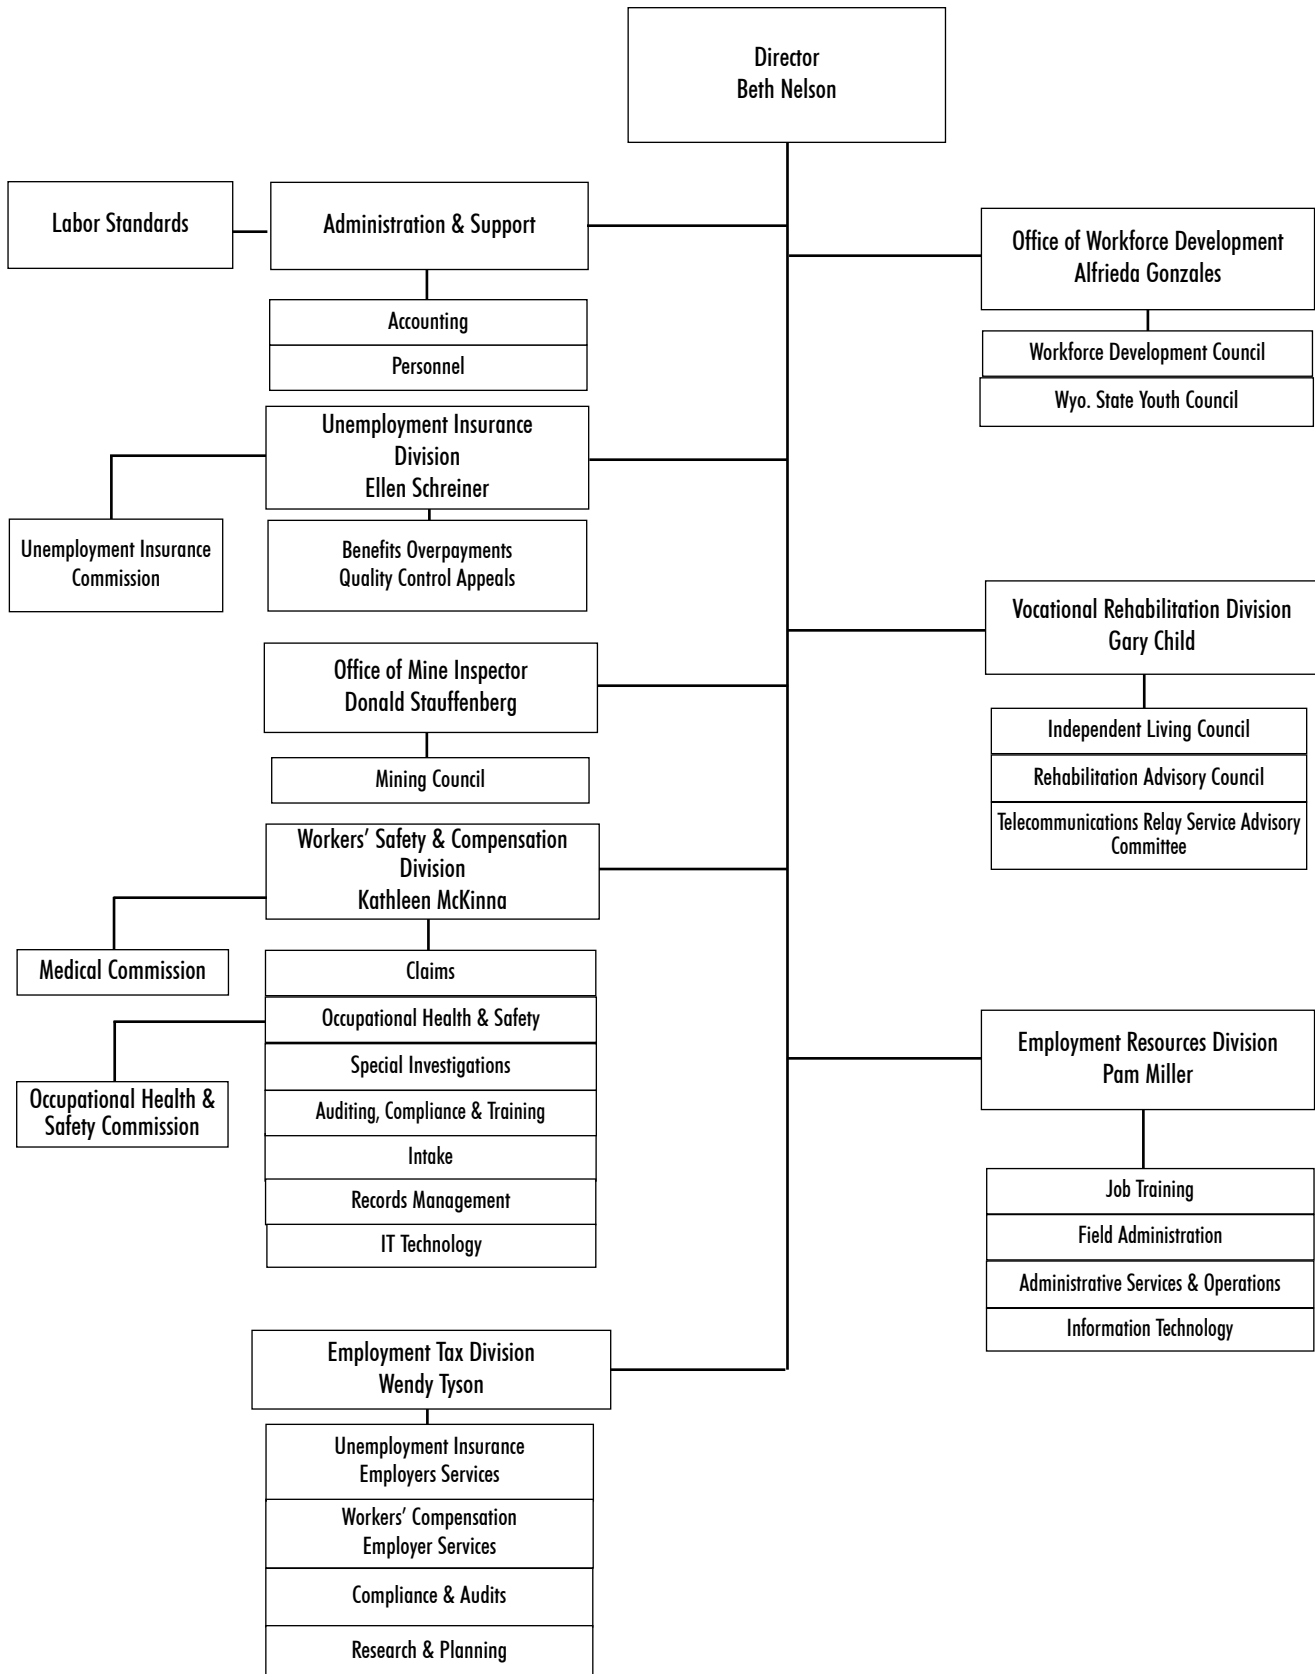 Director
Beth Nelson
Labor Standards
Administration & Support
Accounting
Personnel
Office of Workforce Development
Alfrieda Gonzales
Workforce Development Council
Wyo. State Youth Council
Unemployment Insurance
Division
Ellen Schreiner
Unemployment Insurance
Commission
Benefits Overpayments
Quality Control Appeals
Vocational Rehabilitation Division
Gary Child
Independent Living Council
Rehabilitation Advisory Council
Telecommunications Relay Service Advisory
Committee
Office of Mine Inspector
Donald Stauffenberg
Mining Council
Workers’ Safety & Compensation
Division
Kathleen McKinna
Medical Commission
Claims
Occupational Health & Safety
Special Investigations
Auditing, Compliance & Training
Intake
Records Management
IT Technology
Occupational Health &
Safety Commission
Employment Resources Division
Pam Miller
Job Training
Field Administration
Administrative Services & Operations
Information Technology
Employment Tax Division
Wendy Tyson
Unemployment Insurance
Employers Services
Workers’ Compensation
Employer Services
Compliance & Audits
Research & Planning